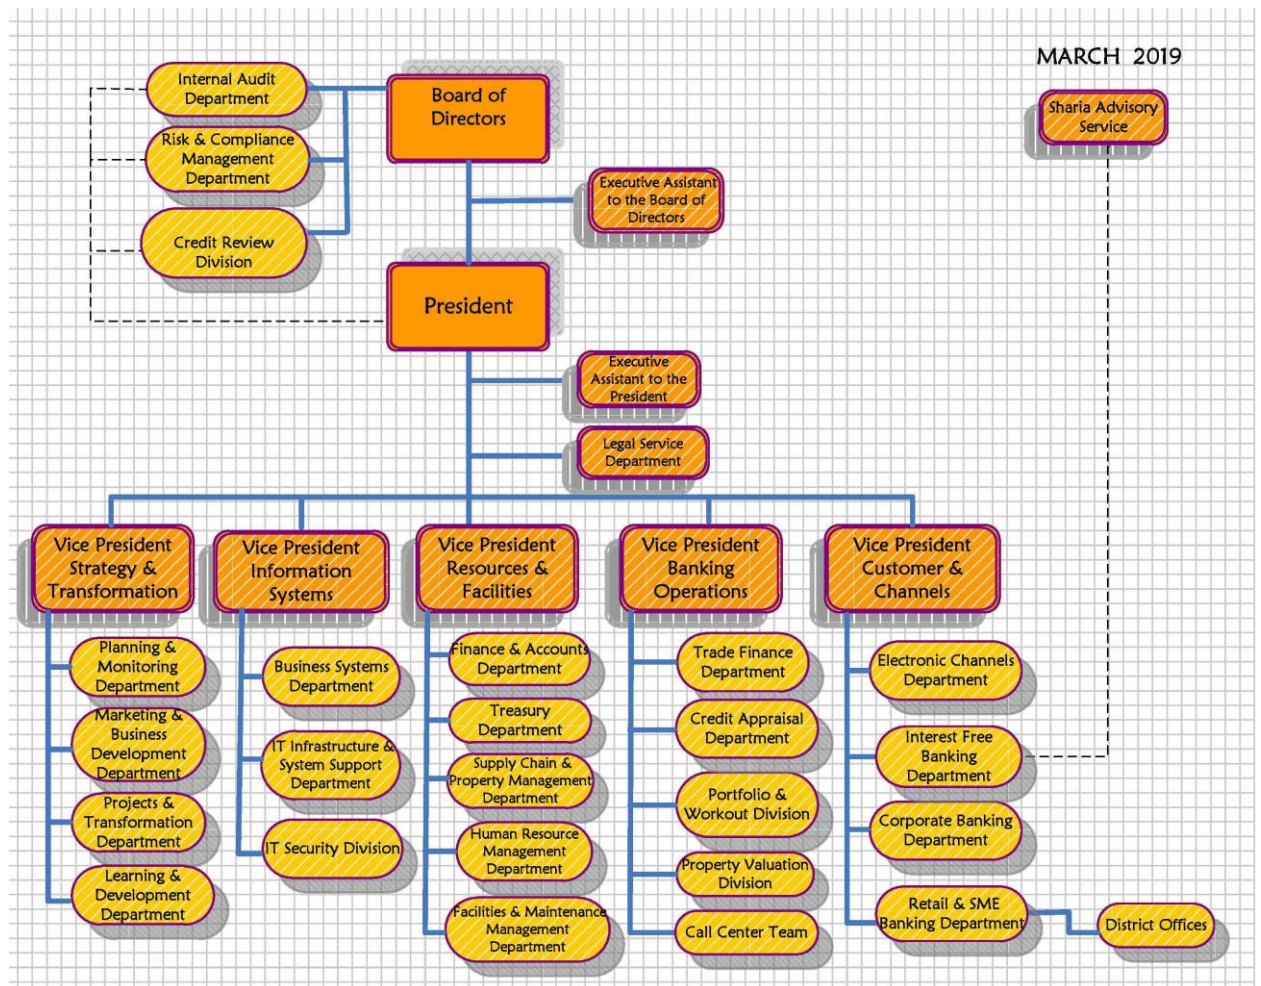 MARCH 2019
Internal Audit
Department
Board of
Directors
Sharia Advisory
Service
Risk & Compliance
Management
Department
Executive Assistant
to the Board of
Directors
Credit Review
Division
President
Executive
Assistant to the
President
Legal Service
Department
Vice President
Strategy &
Transformation
Vice President
Information
Systems
Vice President
Resources &
Facilities
Vice President
Banking
Operations
Vice President
Customer &
Channels
Planning &
Monitoring
Department
Marketing &
Business
Development
Department
Projects &
Transformation
Department
Learning &
Development
Department
Business Systems
Department
IT Infrastructure &
System Support
Department
IT Security Division
Finance & Accounts
Department
Treasury
Department
Supply Chain &
Property Management
Department
Human Resource
Management
Department
Facilities & Maintenance
Management
Department
Trade Finance
Department
Credit Appraisal
Department
Portfolio &
Workout Division
Property Valuation
Division
Call Center Team
Electronic Channels
Department
Interest Free
Banking
Department
Corporate Banking
Department
Retail & SME
Banking Department
District Offices